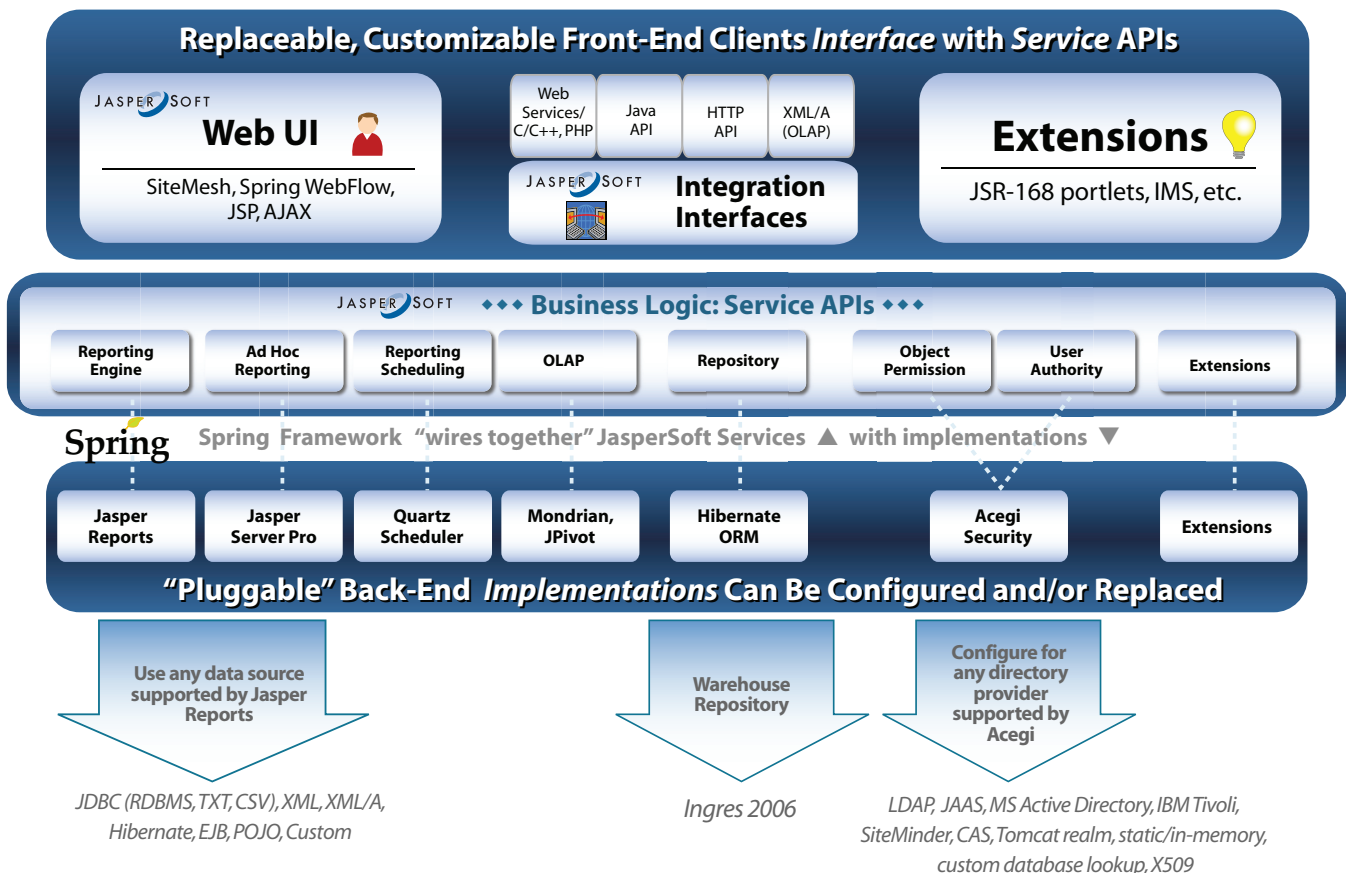 Replaceable, Customizable Front-End Clients Interface with Service APIs
JASPERSOFT
Web UI
SiteMesh, Spring WebFlow,
JSP, AJAX
Web
Services/
C/C++, PHP
Java
API
HTTP
API
XML/A
(OLAP)
JASPERSOFT
Integration
Interfaces
Extensions
JSR-168 portlets, IMS, etc.
JASPERSOFT
Business Logic: Service APIs
Reporting
Engine
Ad Hoc
Reporting
Reporting
Scheduling
OLAP
Repository
Object
Permission
User
Authority
Extensions
Spring
Spring Framework “wires together” JasperSoft Services ▲ with implementations ▼
Jasper
Reports
Jasper
Server Pro
Quartz
Scheduler
Mondrian,
JPivot
Hibernate
ORM
Acegi
Security
Extensions
“Pluggable” Back-End Implementations Can Be Configured and/or Replaced
Use any data source
supported by Jasper
Reports
Warehouse
Repository
Configure for
any directory
provider
supported by
Acegi
JDBC (RDBMS, TXT, CSV), XML, XML/A,
Hibernate, EJB, POJO, Custom
Ingres 2006
LDAP, JAAS, MS Active Directory, IBM Tivoli,
SiteMinder, CAS, Tomcat realm, static/in-memory,
custom database lookup, X509